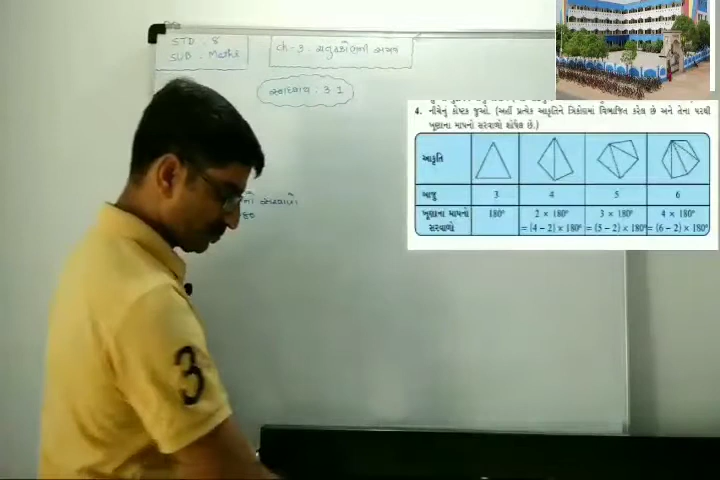 STD - 8
SUB - Maths
Ch - 3 ચતુષ્કોણની સમજ
સ્વાધ્યાય : 3.1
4. નીચેનું કોષ્ટક જુઓ. (અહીં પ્રત્યેક આકૃતિને ત્રિકોણમાં વિભાજિત કરેલ છે અને તેના પરથી
ખૂણાના માપનો સરવાળો શોધેલ છે.)
આકૃતિ
બાજુ 3 4 5 6
ખૂણાના માપનો 180° 2 × 180° 3 × 180° 4 × 180°
સરવાળો = (4 – 2) × 180° = (5 – 2) × 180° = (6 – 2) × 180°
સરવાળો
3